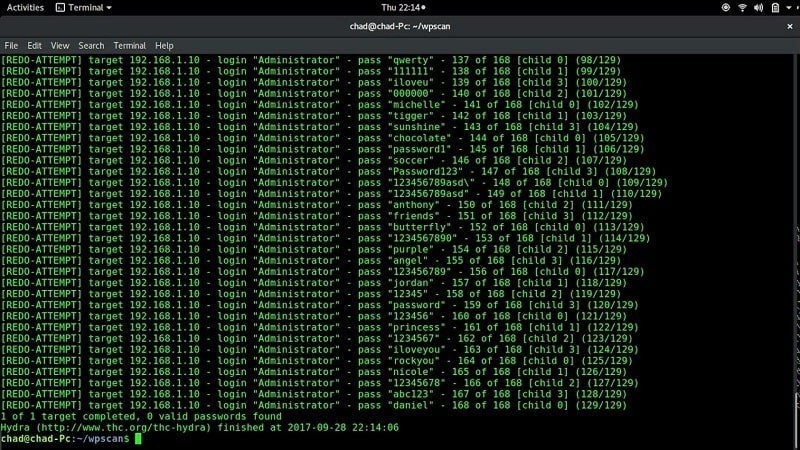 Activities Terminal Thu 22:14
chad@chad-Pc: ~/wpscan
File Edit View Search Terminal Help
[REDO-ATTEMPT] target 192.168.1.10 - login "Administrator" - pass "qwerty" - 137 of 168 [child 0] (98/129)
[REDO-ATTEMPT] target 192.168.1.10 - login "Administrator" - pass "111111" - 138 of 168 [child 1] (99/129)
[REDO-ATTEMPT] target 192.168.1.10 - login "Administrator" - pass "iloveu" - 139 of 168 [child 3] (100/129)
[REDO-ATTEMPT] target 192.168.1.10 - login "Administrator" - pass "000000" - 140 of 168 [child 2] (101/129)
[REDO-ATTEMPT] target 192.168.1.10 - login "Administrator" - pass "michelle" - 141 of 168 [child 0] (102/129)
[REDO-ATTEMPT] target 192.168.1.10 - login "Administrator" - pass "tigger" - 142 of 168 [child 1] (103/129)
[REDO-ATTEMPT] target 192.168.1.10 - login "Administrator" - pass "sunshine" - 143 of 168 [child 3] (104/129)
[REDO-ATTEMPT] target 192.168.1.10 - login "Administrator" - pass "chocolate" - 144 of 168 [child 0] (105/129)
[REDO-ATTEMPT] target 192.168.1.10 - login "Administrator" - pass "password1" - 145 of 168 [child 1] (106/129)
[REDO-ATTEMPT] target 192.168.1.10 - login "Administrator" - pass "soccer" - 146 of 168 [child 2] (107/129)
[REDO-ATTEMPT] target 192.168.1.10 - login "Administrator" - pass "Password123" - 147 of 168 [child 3] (108/129)
[REDO-ATTEMPT] target 192.168.1.10 - login "Administrator" - pass "123456789asd\" - 148 of 168 [child 0] (109/129)
[REDO-ATTEMPT] target 192.168.1.10 - login "Administrator" - pass "123456789asd" - 149 of 168 [child 1] (110/129)
[REDO-ATTEMPT] target 192.168.1.10 - login "Administrator" - pass "anthony" - 150 of 168 [child 2] (111/129)
[REDO-ATTEMPT] target 192.168.1.10 - login "Administrator" - pass "friends" - 151 of 168 [child 3] (112/129)
[REDO-ATTEMPT] target 192.168.1.10 - login "Administrator" - pass "butterfly" - 152 of 168 [child 0] (113/129)
[REDO-ATTEMPT] target 192.168.1.10 - login "Administrator" - pass "1234567890" - 153 of 168 [child 1] (114/129)
[REDO-ATTEMPT] target 192.168.1.10 - login "Administrator" - pass "purple" - 154 of 168 [child 2] (115/129)
[REDO-ATTEMPT] target 192.168.1.10 - login "Administrator" - pass "angel" - 155 of 168 [child 3] (116/129)
[REDO-ATTEMPT] target 192.168.1.10 - login "Administrator" - pass "123456789" - 156 of 168 [child 0] (117/129)
[REDO-ATTEMPT] target 192.168.1.10 - login "Administrator" - pass "jordan" - 157 of 168 [child 1] (118/129)
[REDO-ATTEMPT] target 192.168.1.10 - login "Administrator" - pass "12345" - 158 of 168 [child 2] (119/129)
[REDO-ATTEMPT] target 192.168.1.10 - login "Administrator" - pass "password" - 159 of 168 [child 3] (120/129)
[REDO-ATTEMPT] target 192.168.1.10 - login "Administrator" - pass "123456" - 160 of 168 [child 0] (121/129)
[REDO-ATTEMPT] target 192.168.1.10 - login "Administrator" - pass "princess" - 161 of 168 [child 1] (122/129)
[REDO-ATTEMPT] target 192.168.1.10 - login "Administrator" - pass "1234567" - 162 of 168 [child 2] (123/129)
[REDO-ATTEMPT] target 192.168.1.10 - login "Administrator" - pass "iloveyou" - 163 of 168 [child 3] (124/129)
[REDO-ATTEMPT] target 192.168.1.10 - login "Administrator" - pass "rockyou" - 164 of 168 [child 0] (125/129)
[REDO-ATTEMPT] target 192.168.1.10 - login "Administrator" - pass "nicole" - 165 of 168 [child 1] (126/129)
[REDO-ATTEMPT] target 192.168.1.10 - login "Administrator" - pass "12345678" - 166 of 168 [child 2] (127/129)
[REDO-ATTEMPT] target 192.168.1.10 - login "Administrator" - pass "abc123" - 167 of 168 [child 3] (128/129)
[REDO-ATTEMPT] target 192.168.1.10 - login "Administrator" - pass "daniel" - 168 of 168 [child 0] (129/129)
1 of 1 target completed, 0 valid passwords found
Hydra (http://www.thc.org/thc-hydra) finished at 2017-09-28 22:14:06
chad@chad-Pc:~/wpscan$